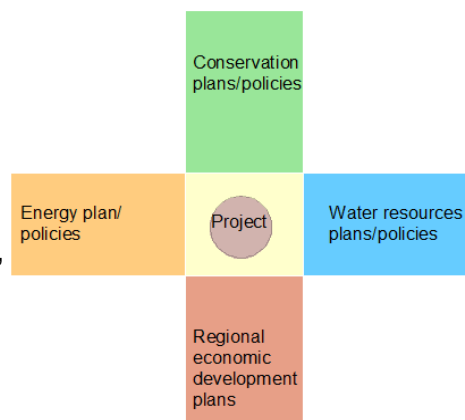 Conservation
plans/policies
Energy plan/
policies
Project
Water resources
plans/policies
,
Regional
economic
development
plans